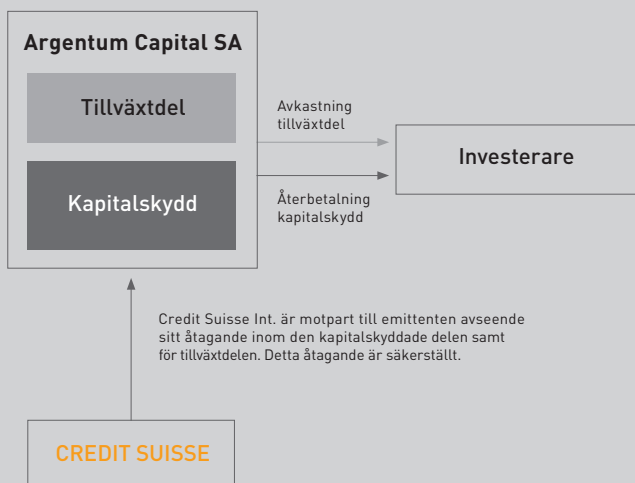 Argentum Capital SA
Tillväxtdel
Kapitalskydd
Avkastning
tillväxtdel
Återbetalning
kapitalskydd
Investerare
Credit Suisse Int. är motpart till emittenten avseende
sitt åtagande inom den kapitalskyddade delen samt
för tillväxtdelen. Detta åtagande är säkerställt.
CREDIT SUISSE